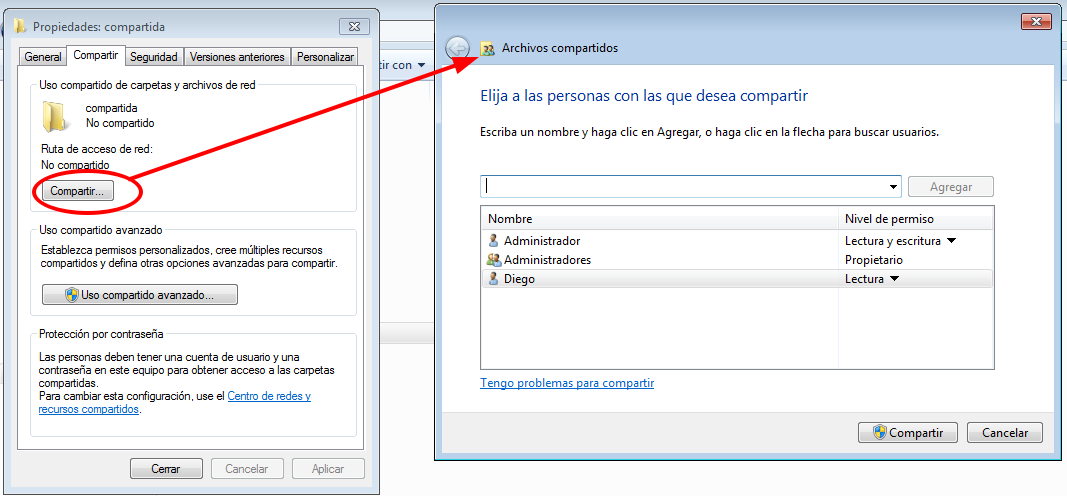 Propiedades: compartida
General
Compartir
Seguridad
Versiones anteriores
Personalizar
Uso compartido de carpetas y archivos de red
compartida
No compartido
Ruta de acceso de red:
No compartido
Compartir...
Uso compartido avanzado
Establezca permisos personalizados, cree múltiples recursos
compartidos y defina otras opciones avanzadas para compartir.
Uso compartido avanzado...
Protección por contraseña
Las personas deben tener una cuenta de usuario y una
contraseña en este equipo para obtener acceso a las carpetas
compartidas.
Para cambiar esta configuración, use el Centro de redes y
recursos compartidos.
Cerrar
Cancelar
Aplicar
tir con
Archivos compartidos
Elija a las personas con las que desea compartir
Escriba un nombre y haga clic en Agregar, o haga clic en la flecha para buscar usuarios.
Agregar
Nombre Nivel de permiso
Administrador Lectura y escritura
Administradores Propietario
Diego Lectura
Tengo problemas para compartir
Compartir
Cancelar